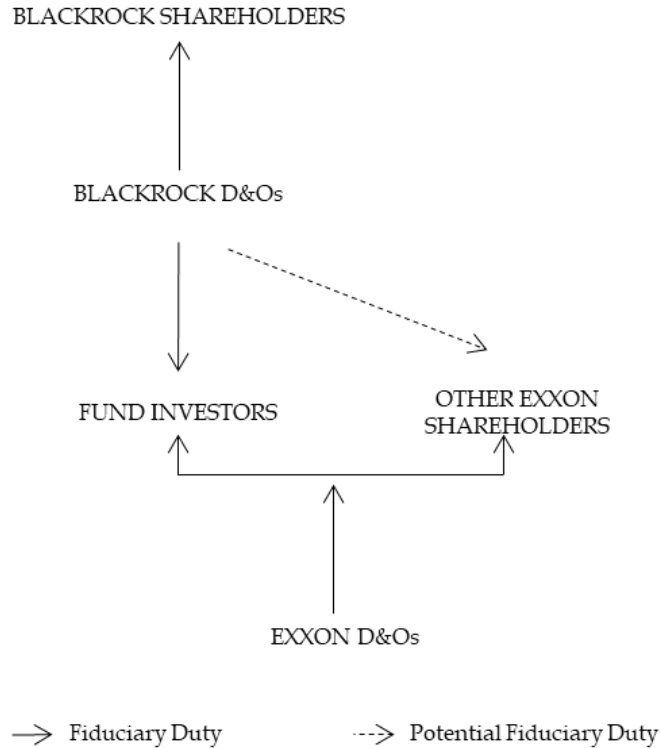 BLACKROCK SHAREHOLDERS
BLACKROCK D&Os
FUND INVESTORS
OTHER EXXON
SHAREHOLDERS
EXXON D&Os
Fiduciary Duty
Potential Fiduciary Duty